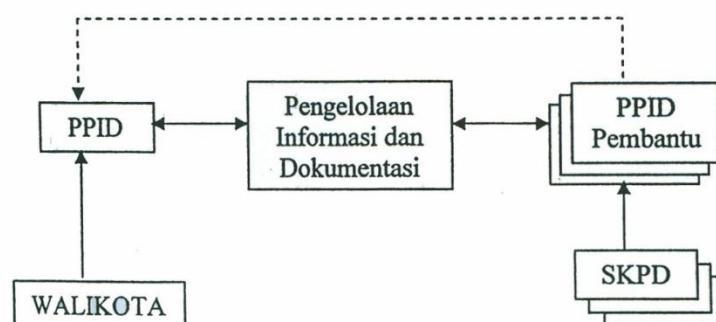 PPID
Pengelolaan
Informasi dan
Dokumentasi
PPID
Pembantu
SKPD
WALIKOTA